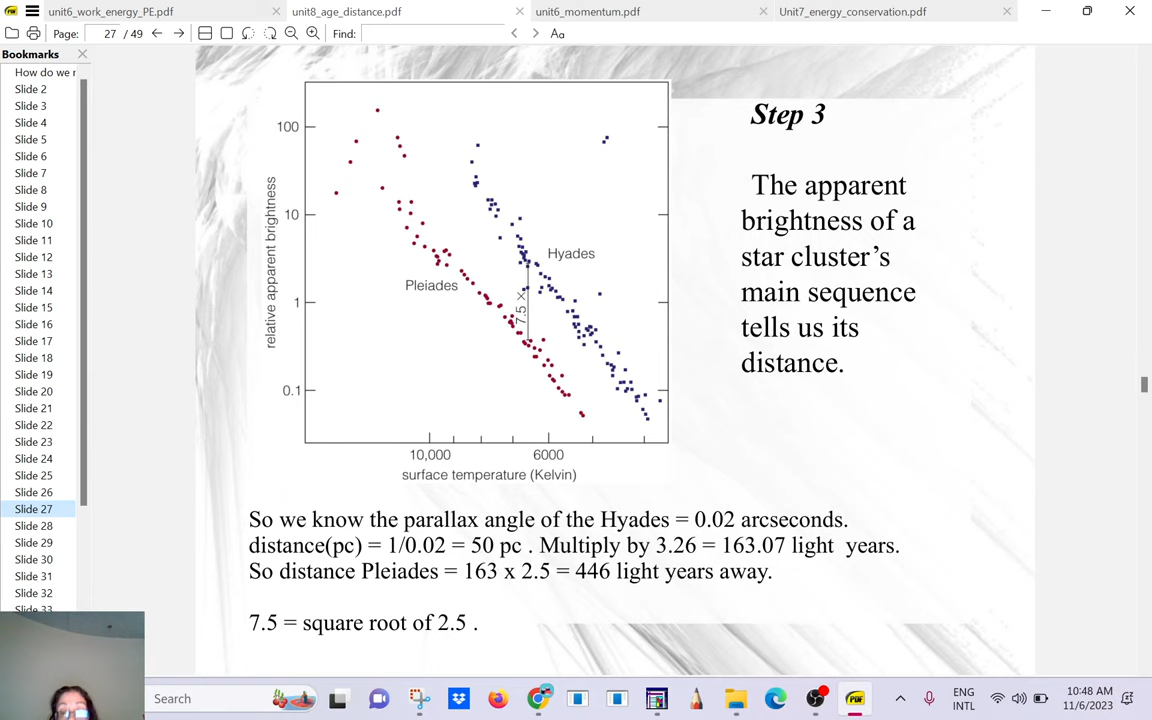 unit6_work_energy_PE.pdf
unit8_age_distance.pdf
unit6_momentum.pdf
Unit7_energy_conservation.pdf
Page: 27 / 49
Find:
Aa
Bookmarks
How do we r
Slide 2
Slide 3
Slide 4
Slide 5
Slide 6
Slide 7
Slide 8
Slide 9
Slide 10
Slide 11
Slide 12
Slide 13
Slide 14
Slide 15
Slide 16
Slide 17
Slide 18
Slide 19
Slide 20
Slide 21
Slide 22
Slide 23
Slide 24
Slide 25
Slide 26
Slide 27
Slide 28
Slide 29
Slide 30
Slide 31
Slide 32
Slide 33
relative apparent brightness
100
10
1
0.1
Pleiades
Hyades
7.5 ×
10,000
6000
surface temperature (Kelvin)
Step 3
The apparent
brightness of a
star cluster’s
main sequence
tells us its
distance.
So we know the parallax angle of the Hyades = 0.02 arcseconds.
distance(pc) = 1/0.02 = 50 pc . Multiply by 3.26 = 163.07 light years.
So distance Pleiades = 163 x 2.5 = 446 light years away.
7.5 = square root of 2.5 .
Search
ENG
INTL
10:48 AM
11/6/2023